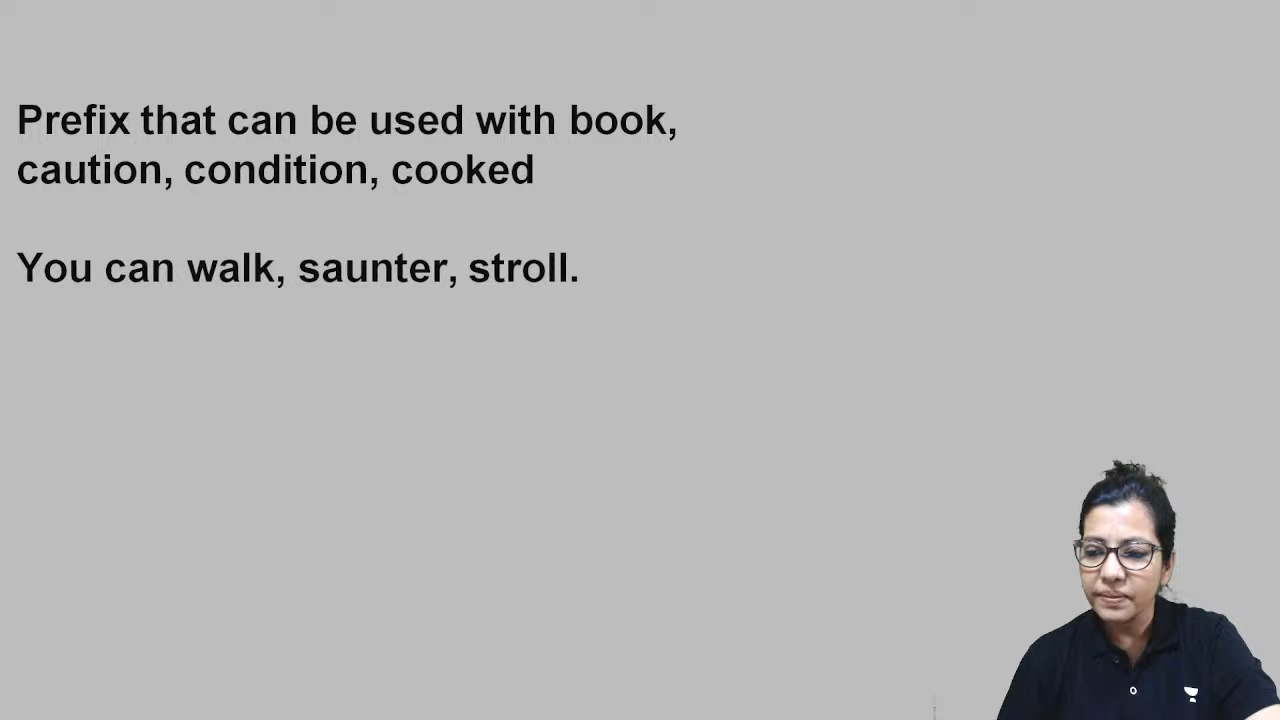 Prefix that can be used with book,
caution, condition, cooked
You can walk, saunter, stroll.